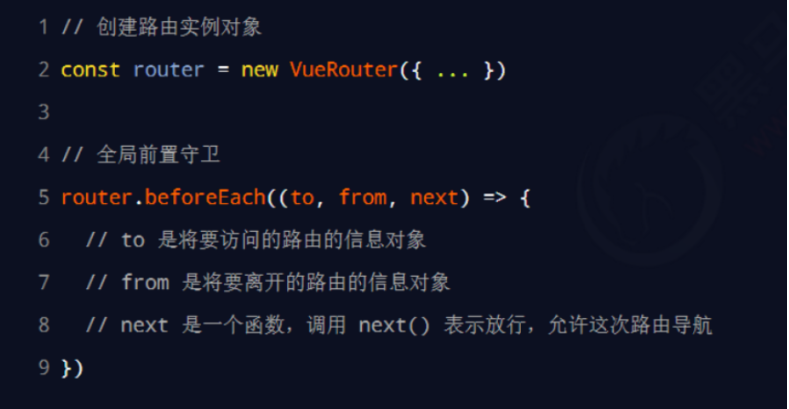 1 // 创建路由实例对象
2 const router = new VueRouter({ ... })
3
4 // 全局前置守卫
5 router.beforeEach((to, from, next) => {
6 // to 是将要访问的路由的信息对象
7 // from 是将要离开的路由的信息对象
8 // next 是一个函数，调用 next() 表示放行，允许这次路由导航
9 })